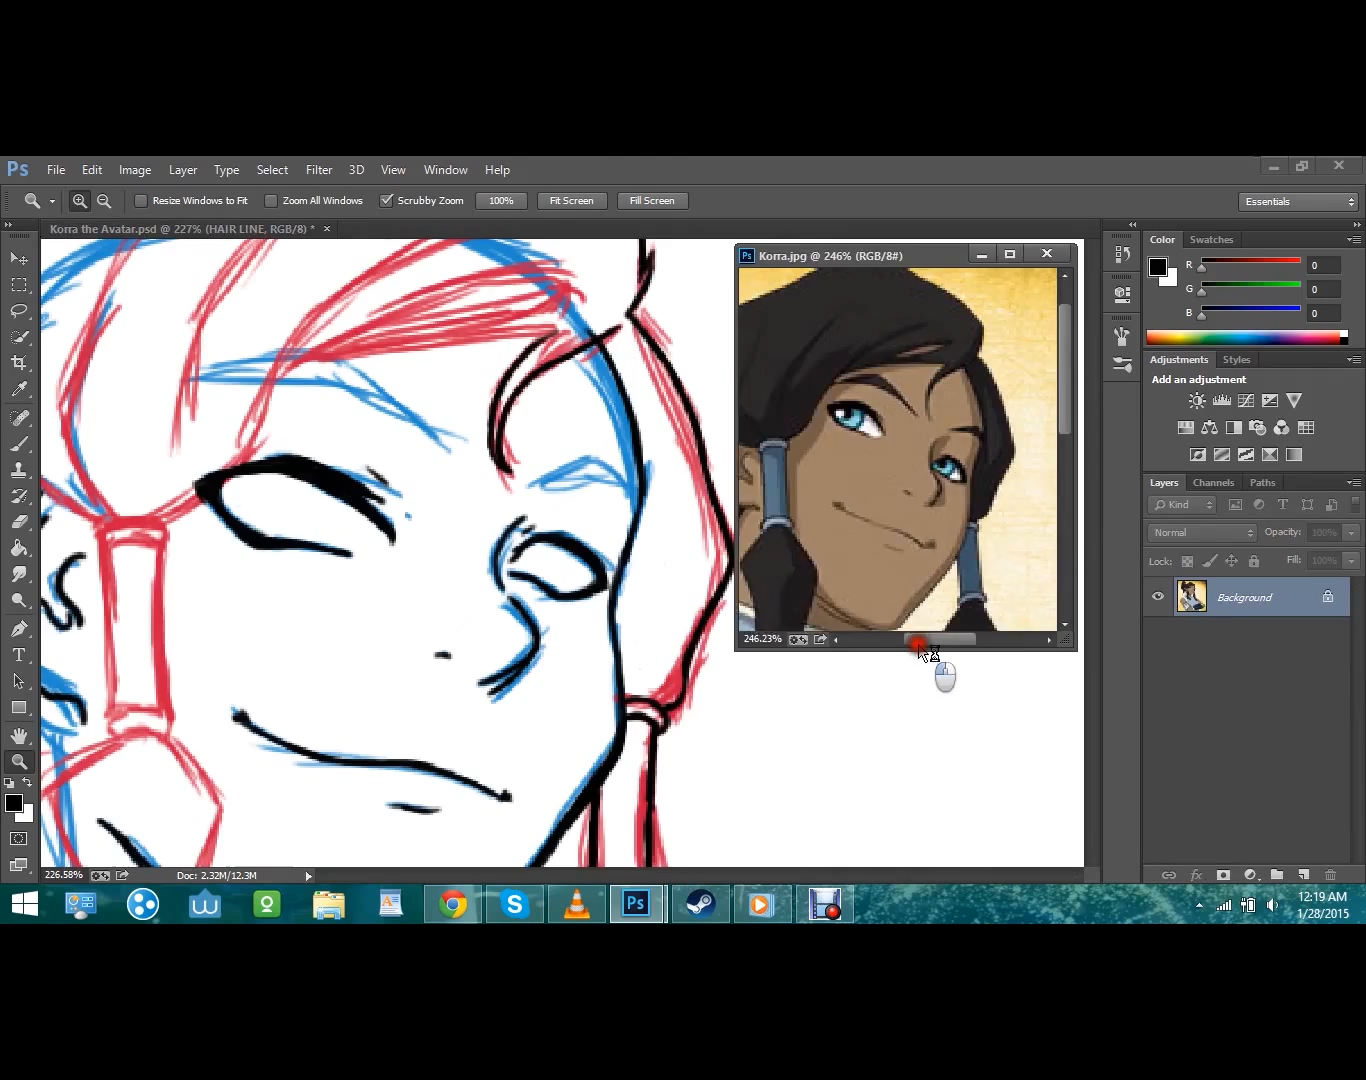 Ps File Edit Image Layer Type Select Filter 3D View Window Help
Resize Windows to Fit Zoom All Windows Scrubby Zoom 100% Fit Screen Fill Screen Essentials
Korra the Avatar.psd @ 227% (HAIR LINE, RGB/8) * ×
Ps Korra.jpg @ 246% (RGB/8#)
246.23%
Color Swatches
R 0
G 0
B 0
Adjustments Styles
Add an adjustment
Layers Channels Paths
Kind
Normal Opacity: 100%
Lock: Fill: 100%
Background
226.58% Doc: 2.32M/12.3M
Ps
12:19 AM
1/28/2015